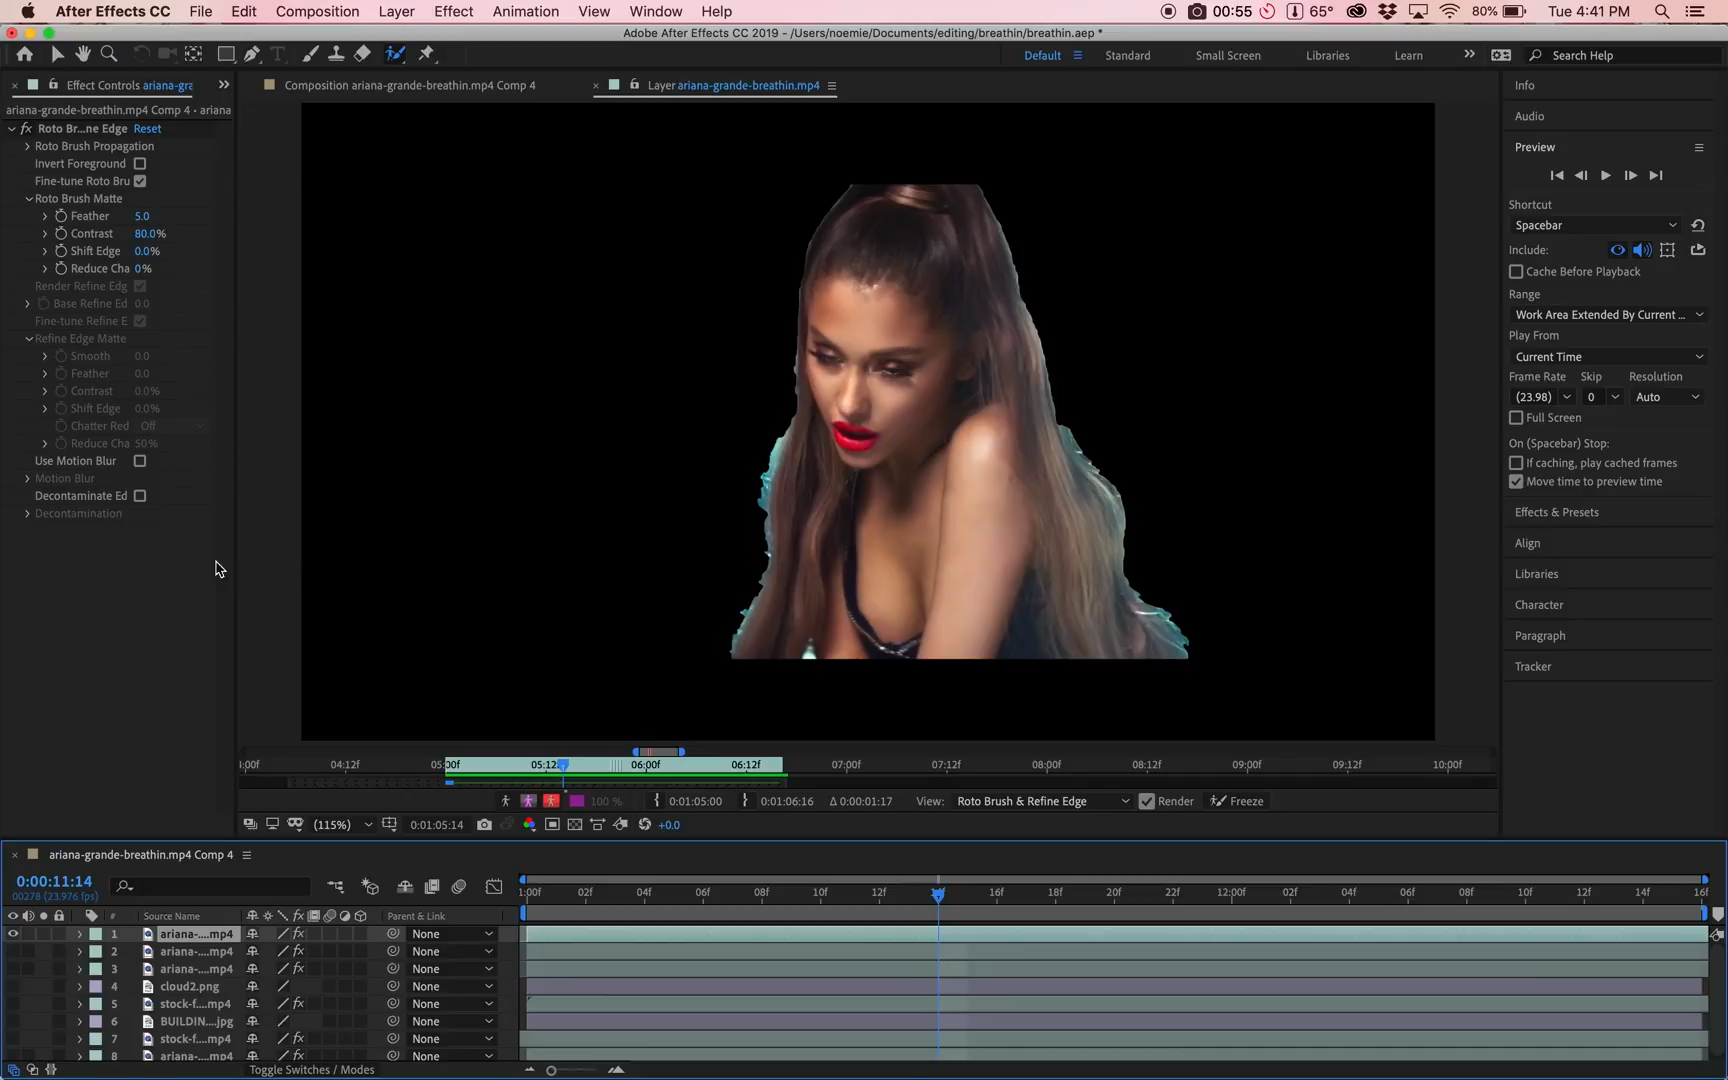 After Effects CC File Edit Composition Layer Effect Animation View Window Help 00:55 65° 80% Tue 4:41 PM
Adobe After Effects CC 2019 - /Users/noemie/Documents/editing/breathin/breathin.aep *
Default Standard Small Screen Libraries Learn Search Help
Effect Controls ariana-gra
Composition ariana-grande-breathin.mp4 Comp 4
Layer ariana-grande-breathin.mp4
ariana-grande-breathin.mp4 Comp 4 - ariana
Roto Br...ne Edge Reset
Roto Brush Propagation
Invert Foreground
Fine-tune Roto Bru
Roto Brush Matte
Feather 5.0
Contrast 80.0%
Shift Edge 0.0%
Reduce Cha 0%
Render Refine Edg
Base Refine Ed 0.0
Fine-tune Refine E
Refine Edge Matte
Smooth 0.0
Feather 0.0
Contrast 0.0%
Shift Edge 0.0%
Chatter Red Off
Reduce Cha 50%
Use Motion Blur
Motion Blur
Decontaminate Ed
Decontamination
Info
Audio
Preview
Shortcut
Spacebar
Include:
Cache Before Playback
Range
Work Area Extended By Current ...
Play From
Current Time
Frame Rate Skip Resolution
(23.98) 0 Auto
Full Screen
On (Spacebar) Stop:
If caching, play cached frames
Move time to preview time
Effects & Presets
Align
Libraries
Character
Paragraph
Tracker
:00f 04:12f 05:00f 05:12f 06:00f 06:12f 07:00f 07:12f 08:00f 08:12f 09:00f 09:12f 10:00f
100 % 0:01:05:00 0:01:06:16 Δ 0:00:01:17 View: Roto Brush & Refine Edge Render Freeze
(115%) 0:01:05:14 +0.0
ariana-grande-breathin.mp4 Comp 4
0:00:11:14
00278 (23.976 fps)
1:00f 02f 04f 06f 08f 10f 12f 14f 16f 18f 20f 22f 12:00f 02f 04f 06f 08f 10f 12f 14f 16f
# Source Name Parent & Link
1 ariana-....mp4 None
2 ariana-....mp4 None
3 ariana-....mp4 None
4 cloud2.png None
5 stock-f....mp4 None
6 BUILDIN....jpg None
7 stock-f....mp4 None
8 ariana-....mp4 None
Toggle Switches / Modes